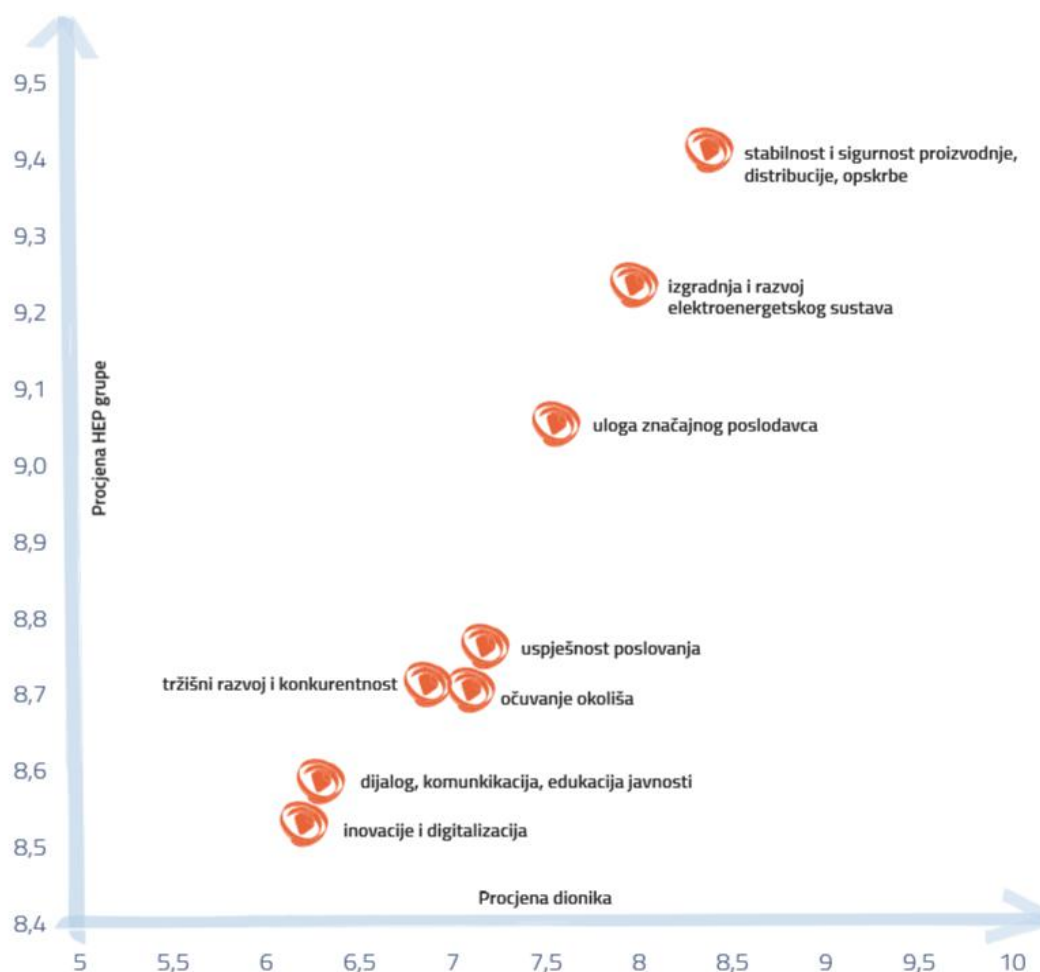 9,5
9,4
stabilnost i sigurnost proizvodnje,
distribucije, opskrbe
9,3
izgradnja i razvoj
elektroenergetskog sustava
9,2
9,1
Procjena HEP grupe
uloga značajnog poslodavca
9,0
8,9
8,8
uspješnost poslovanja
tržišni razvoj i konkurentnost
8,7
očuvanje okoliša
8,6
dijalog, komunkikacija, edukacija javnosti
inovacije i digitalizacija
8,5
Procjena dionika
8,4
5 5,5 6 6,5 7 7,5 8 8,5 9 9,5 10